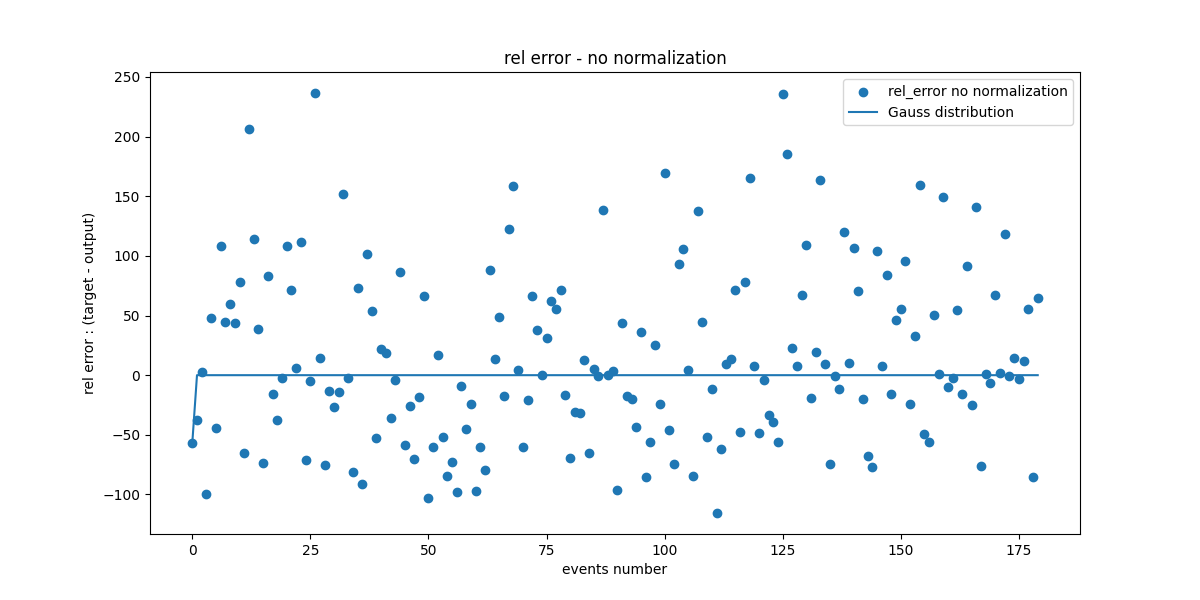 rel error - no normalization
rel_error no normalization
Gauss distribution
rel error : (target - output)
250
200
150
100
50
0
−50
−100
0 25 50 75 100 125 150 175
events number